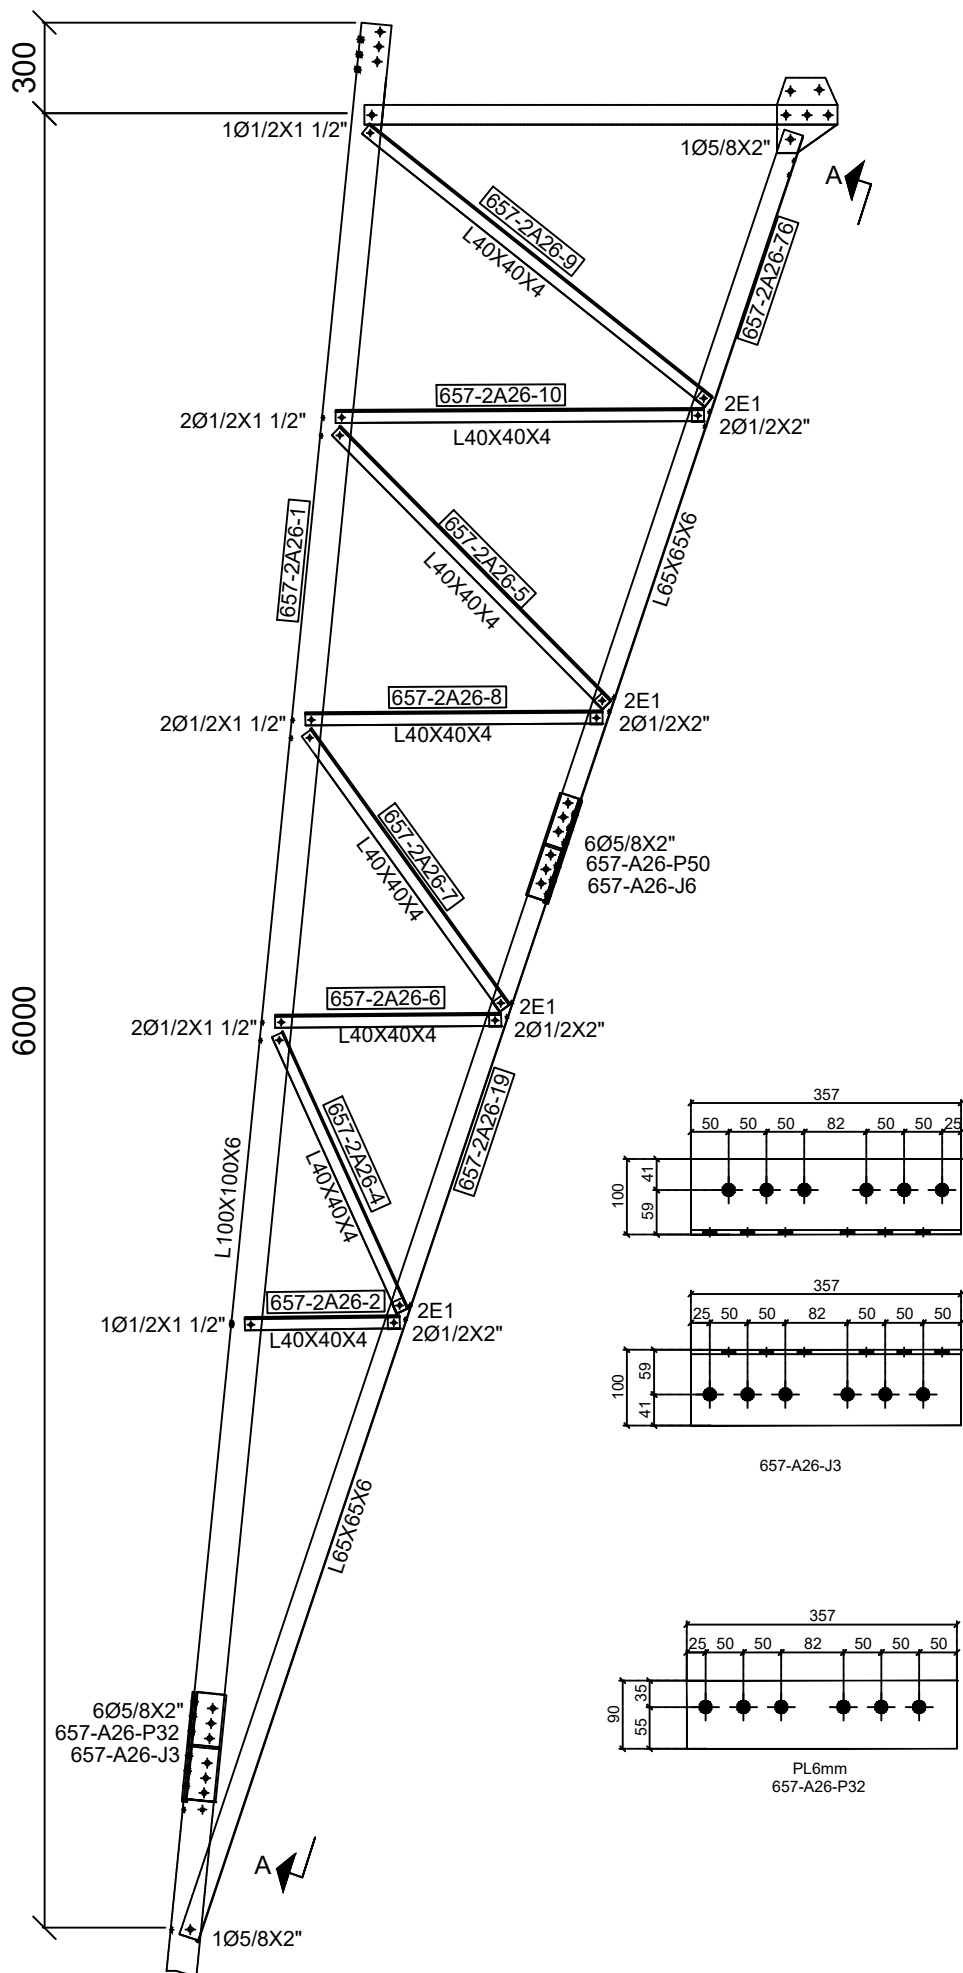 300
1Ø1/2X1 1/2"
1Ø5/8X2"
A
657-2A26-9
L40X40X4
657-2A26-76
657-2A26-10
L40X40X4
2Ø1/2X1 1/2"
2E1
2Ø1/2X2"
657-2A26-1
657-2A26-5
L40X40X4
L65X65X6
657-2A26-8
L40X40X4
2Ø1/2X1 1/2"
2E1
2Ø1/2X2"
657-2A26-7
L40X40X4
6Ø5/8X2"
657-A26-P50
657-A26-J6
6000
657-2A26-6
L40X40X4
2Ø1/2X1 1/2"
2E1
2Ø1/2X2"
657-2A26-19
657-2A26-4
L40X40X4
L100X100X6
657-2A26-2
L40X40X4
1Ø1/2X1 1/2"
2E1
2Ø1/2X2"
L65X65X6
357
50 50 50 82 50 50 25
100
41
59
357
25 50 50 82 50 50 50
100
59
41
657-A26-J3
357
25 50 50 82 50 50 50
90
35
55
PL6mm
657-A26-P32
6Ø5/8X2"
657-A26-P32
657-A26-J3
A
1Ø5/8X2"